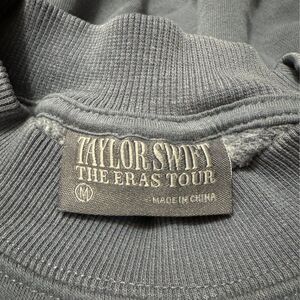 TAYLOR SWIFT
THE ERAS TOUR
M
MADE IN CHINA